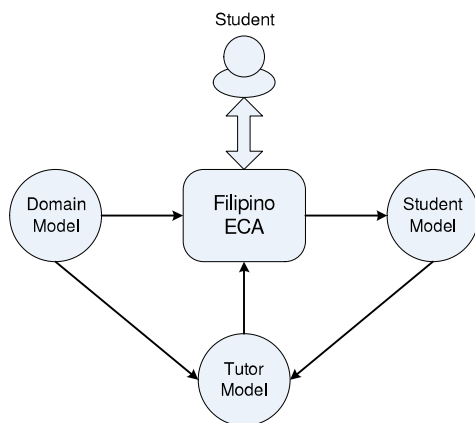 Student
Domain
Model
Filipino
ECA
Student
Model
Tutor
Model